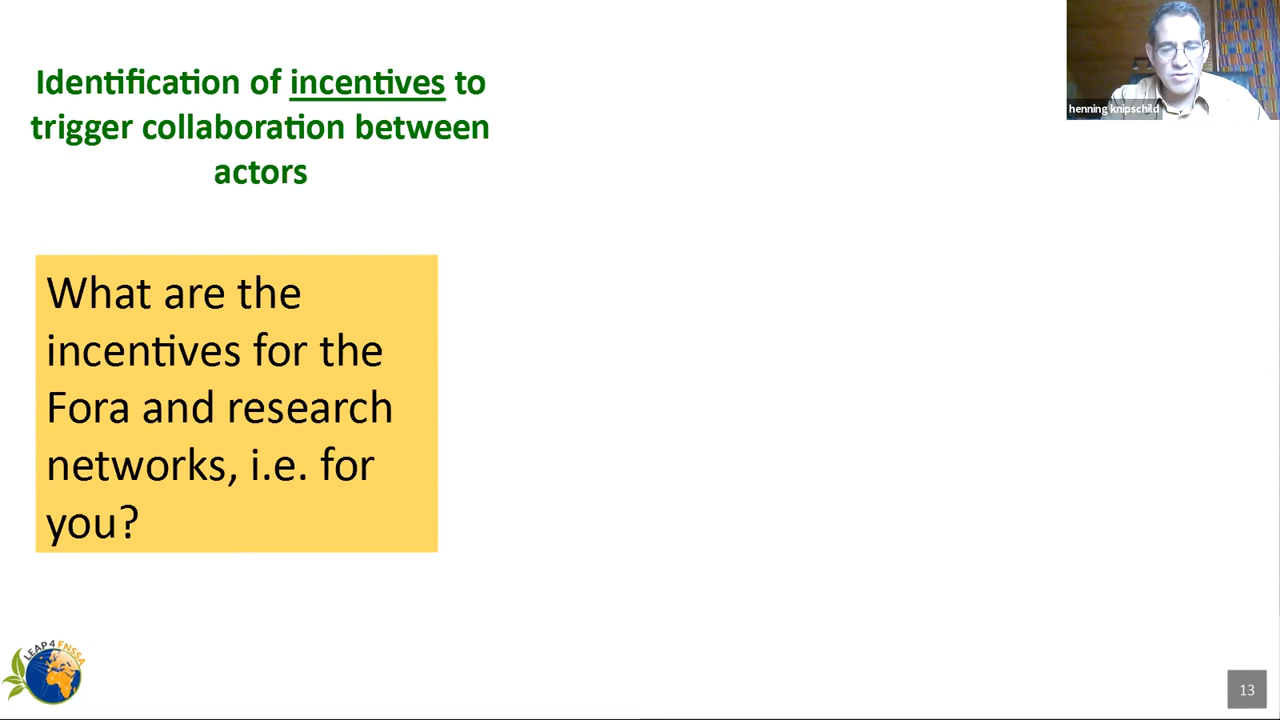 Identification of incentives to
trigger collaboration between
actors
henning knipschild
What are the
incentives for the
Fora and research
networks, i.e. for
you?
LEAP4FNSSA
13